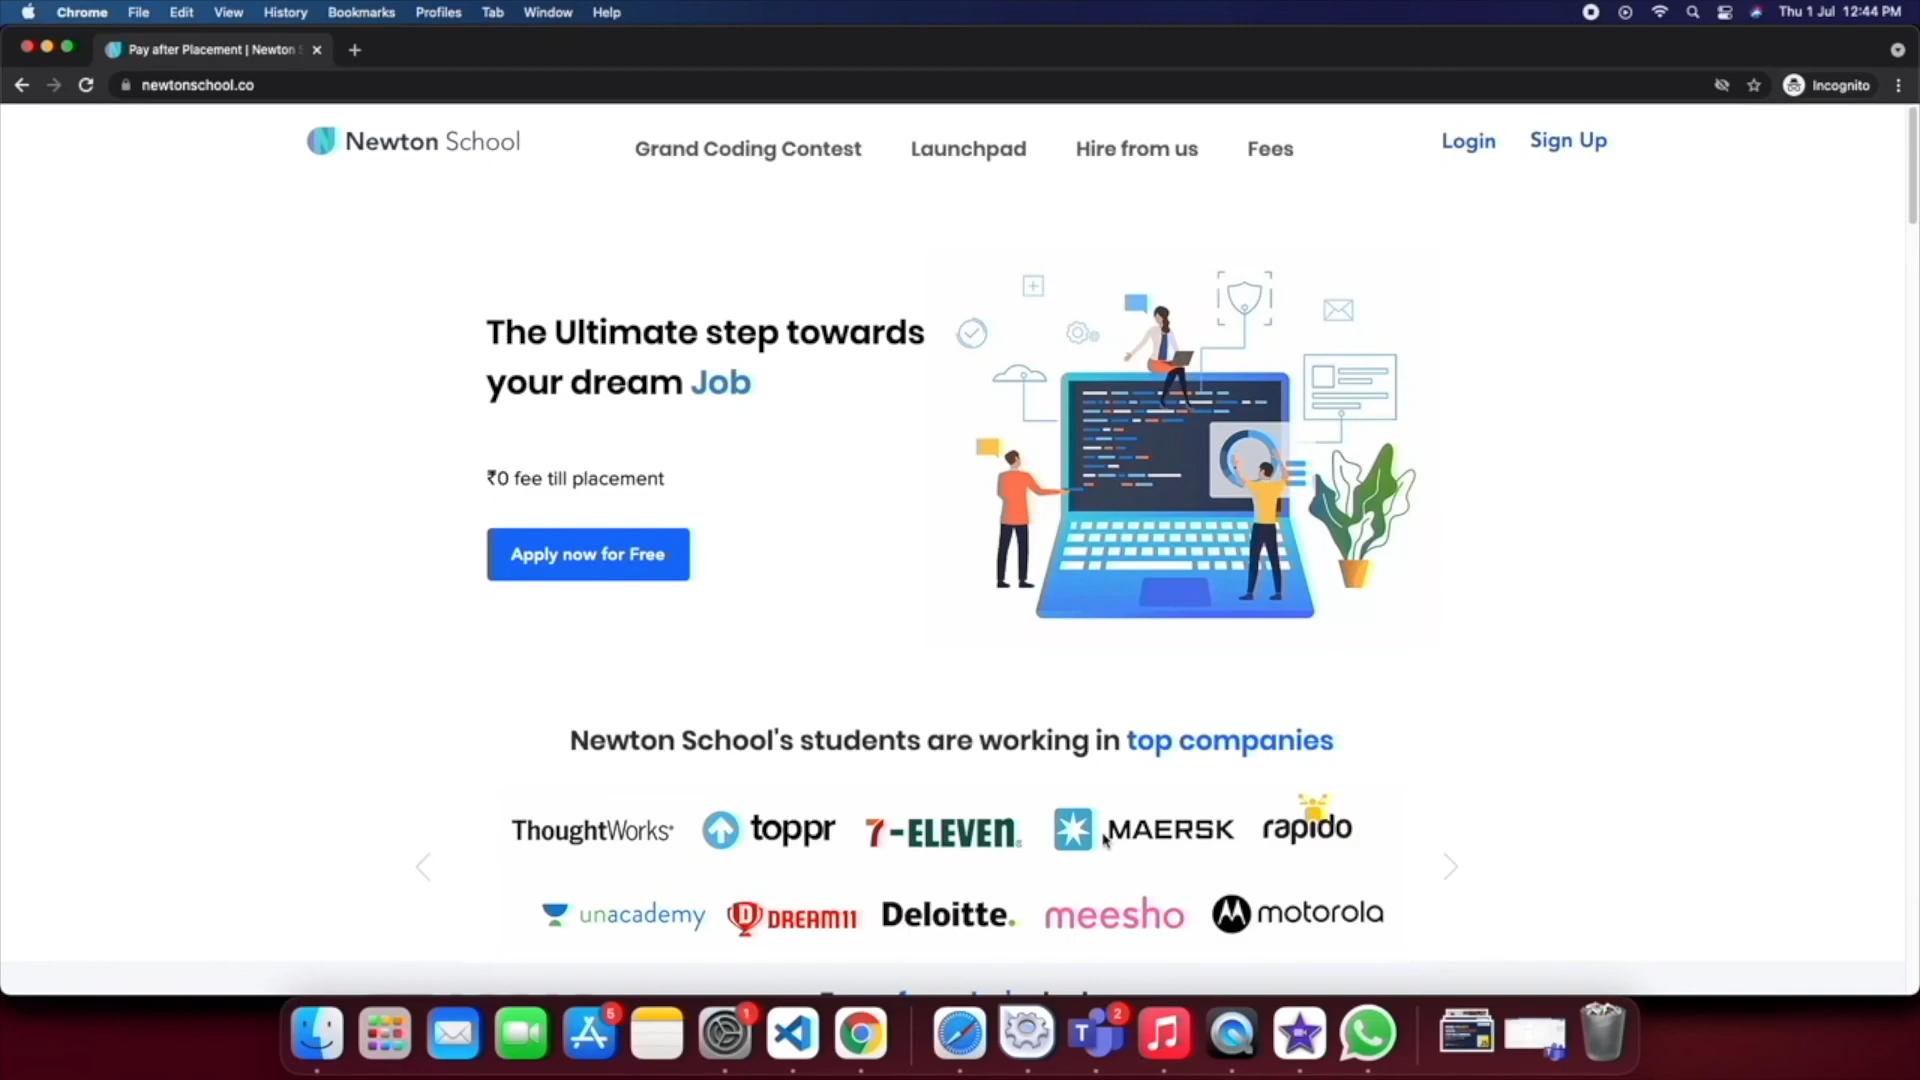 Chrome File Edit View History Bookmarks Profiles Tab Window Help
Thu 1 Jul 12:44 PM
Pay after Placement | Newton
newtonschool.co
Incognito
Newton School
Grand Coding Contest
Launchpad
Hire from us
Fees
Login
Sign Up
The Ultimate step towards
your dream Job
₹0 fee till placement
Apply now for Free
Newton School's students are working in top companies
ThoughtWorks
toppr
7-ELEVEN
MAERSK
rapido
unacademy
DREAM11
Deloitte.
meesho
motorola
5
1
2